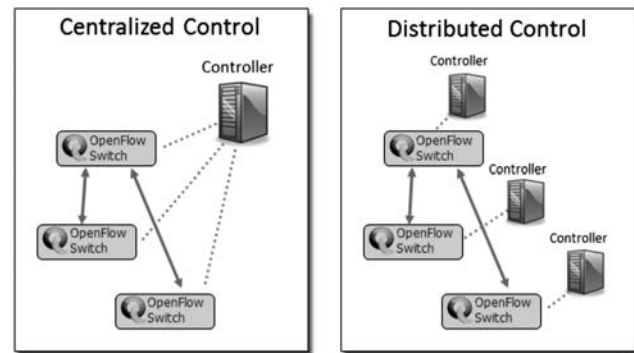 Centralized Control
Controller
OpenFlow
Switch
OpenFlow
Switch
OpenFlow
Switch
Distributed Control
Controller
OpenFlow
Switch
Controller
OpenFlow
Switch
Controller
OpenFlow
Switch